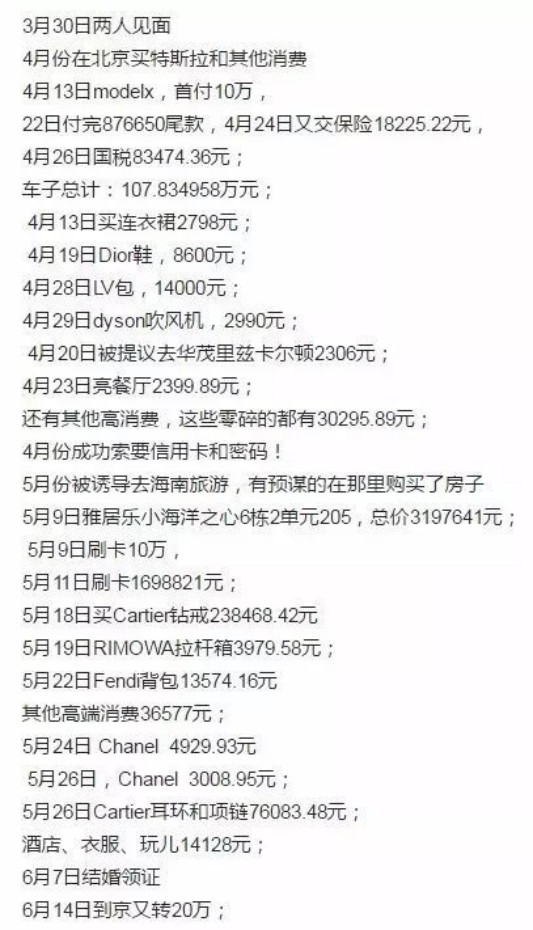 3月30日两人见面
4月份在北京买特斯拉和其他消费
4月13日modelx，首付10万，
22日付完876650尾款，4月24日又交保险18225.22元，
4月26日国税83474.36元；
车子总计：107.834958万元；
4月13日买连衣裙2798元；
4月19日Dior鞋，8600元；
4月28日LV包，14000元；
4月29日dyson吹风机，2990元；
4月20日被提议去华茂里兹卡尔顿2306元；
4月23日亮餐厅2399.89元；
还有其他高消费，这些零碎的都有30295.89元；
4月份成功索要信用卡和密码！
5月份被诱导去海南旅游，有预谋的在那里购买了房子
5月9日雅居乐小海洋之心6栋2单元205，总价3197641元；
5月9日刷卡10万，
5月11日刷卡1698821元；
5月18日买Cartier钻戒238468.42元
5月19日RIMOWA拉杆箱3979.58元；
5月22日Fendi背包13574.16元
其他高端消费36577元；
5月24日 Chanel 4929.93元
5月26日，Chanel 3008.95元；
5月26日Cartier耳环和项链76083.48元；
酒店、衣服、玩儿14128元；
6月7日结婚领证
6月14日到京又转20万；